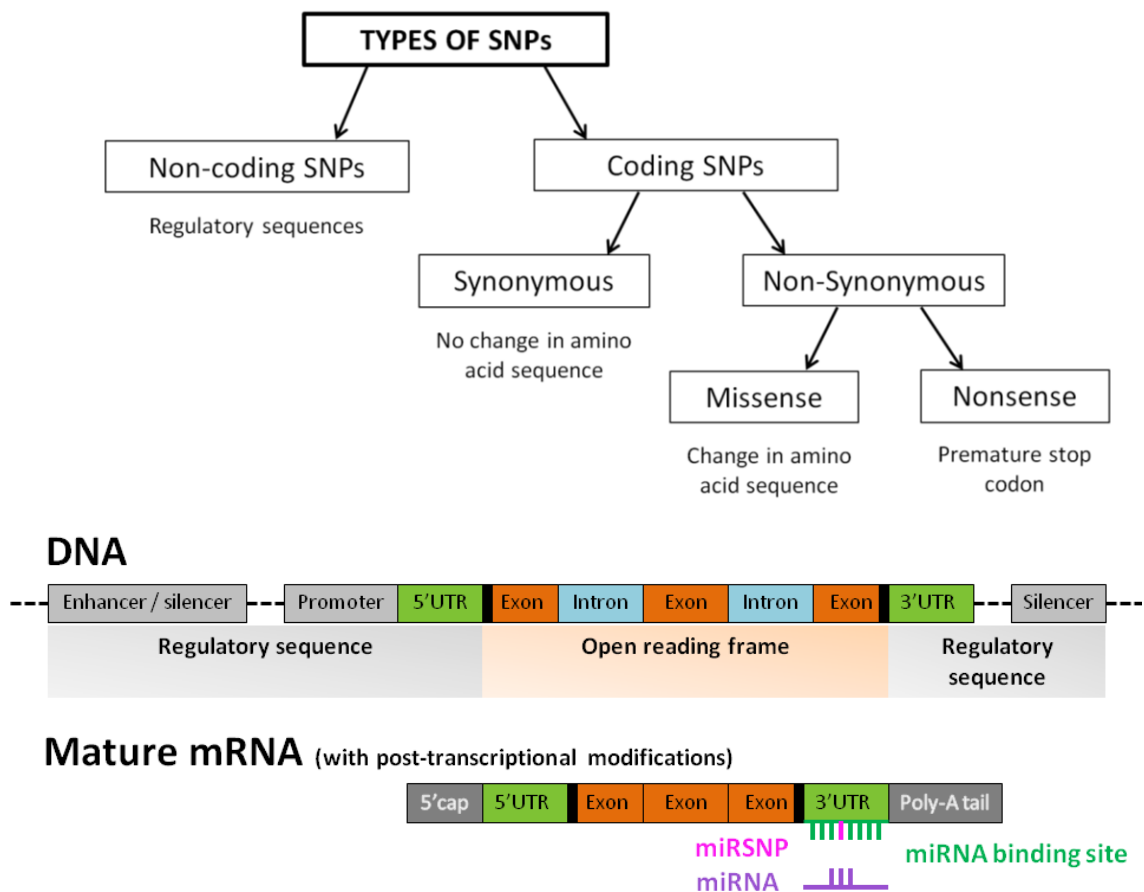 TYPES OF SNPs
Non-coding SNPs
Coding SNPs
Regulatory sequences
Synonymous
Non-Synonymous
No change in amino
acid sequence
Missense
Nonsense
Change in amino
acid sequence
Premature stop
codon
DNA
Enhancer / silencer
Promoter
5'UTR
Exon
Intron
Exon
Intron
Exon
3'UTR
Silencer
Regulatory sequence
Open reading frame
Regulatory
sequence
Mature mRNA (with post-transcriptional modifications)
5'cap
5'UTR
Exon
Exon
Exon
3'UTR
Poly-A tail
miRSNP
miRNA binding site
miRNA